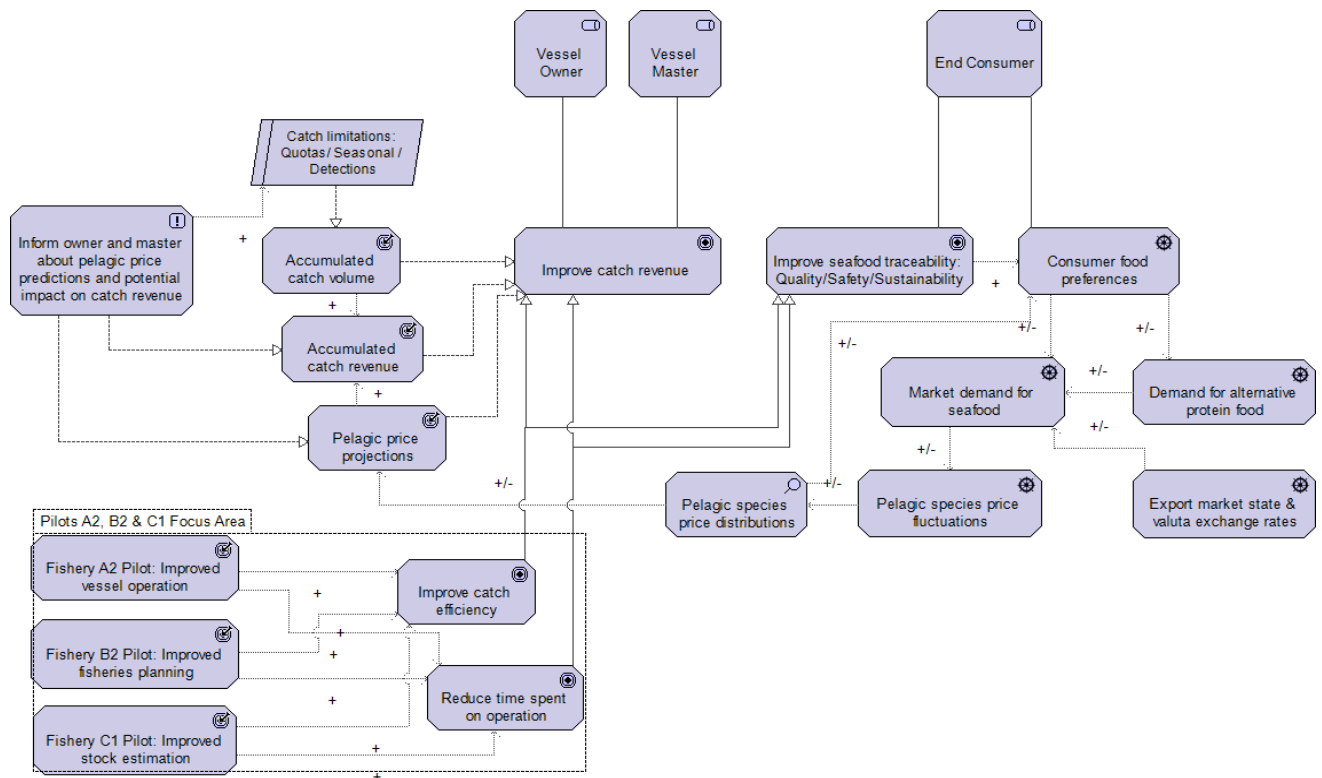 Vessel
Owner
Vessel
Master
End Consumer
Catch limitations:
Quotas/ Seasonal /
Detections
Inform owner and master
about pelagic price
predictions and potential
impact on catch revenue
+
Accumulated
catch volume
Improve catch revenue
Improve seafood traceability:
Quality/Safety/Sustainability
+
Consumer food
preferences
+
Accumulated
catch revenue
+/-
+/-
+/-
+
Market demand for
seafood
+/-
Demand for alternative
protein food
Pelagic price
projections
+/-
+/-
+/-
+/-
Pelagic species
price distributions
Pelagic species price
fluctuations
Export market state &
valuta exchange rates
Pilots A2, B2 & C1 Focus Area
Fishery A2 Pilot: Improved
vessel operation
+
Improve catch
efficiency
+
Fishery B2 Pilot: Improved
fisheries planning
+
+
Reduce time spent
on operation
Fishery C1 Pilot: Improved
stock estimation
+
+